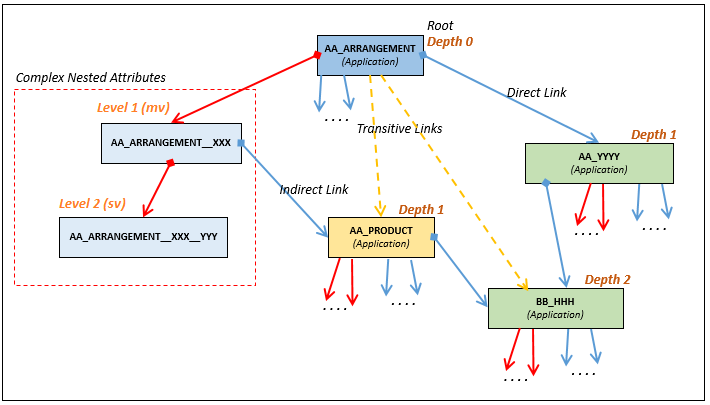 Root
AA_ARRANGEMENT
(Application)
Depth 0
Complex Nested Attributes
Level 1 (mv)
Direct Link
. . . .
Transitive Links
AA_ARRANGEMENT__XXX
Depth 1
AA_YYYY
(Application)
Indirect Link
Level 2 (sv)
Depth 1
AA_ARRANGEMENT__XXX__YYY
AA_PRODUCT
(Application)
. . . .
. . . .
Depth 2
. . . .
. . . .
BB_HHH
(Application)
. . . .
. . . .